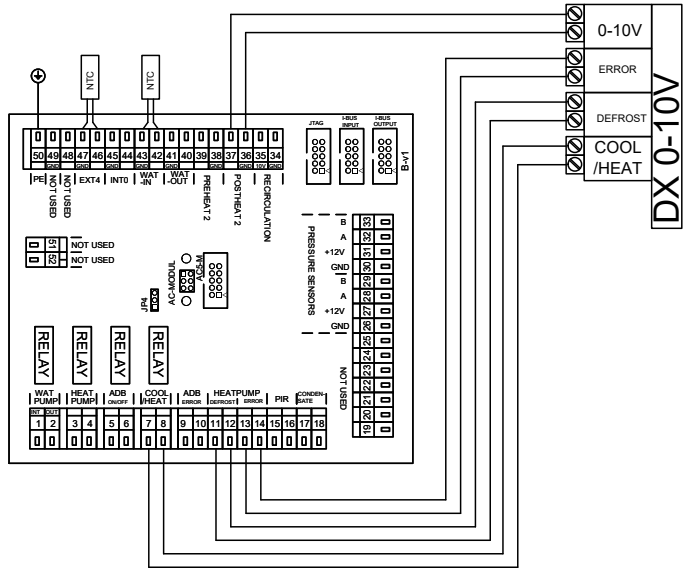 0-10V
ERROR
DEFROST
COOL
/HEAT
DX 0-10V
NTC
NTC
JTAG
I-BUS
INPUT
I-BUS
OUTPUT
B-v1
50 49 48 47 46 45 44 43 42 41 40 39 38 37 36 35 34
GND GND GND GND GND GND GND 10V GND
PE
NOT USED
NOT USED
EXT4
INT0
WAT
-IN
WAT
-OUT
PREHEAT 2
POSTHEAT 2
RECIRCULATION
51 NOT USED
52 NOT USED
AC-MODUL
ACS-M
JP4
PRESSURE SENSORS
B 33
A 32
+12V 31
GND 30
B 29
A 28
+12V 27
GND 26
25
24
23
22
21
20
19
NOT USED
RELAY
RELAY
RELAY
RELAY
WAT
PUMP
HEAT
PUMP
ADB
ON/OFF
COOL
/HEAT
ADB
ERROR
HEATPUMP
DEFROST
ERROR
PIR
CONDEN-
SATE
INT OUT
1 2 3 4 5 6 7 8 9 10 11 12 13 14 15 16 17 18